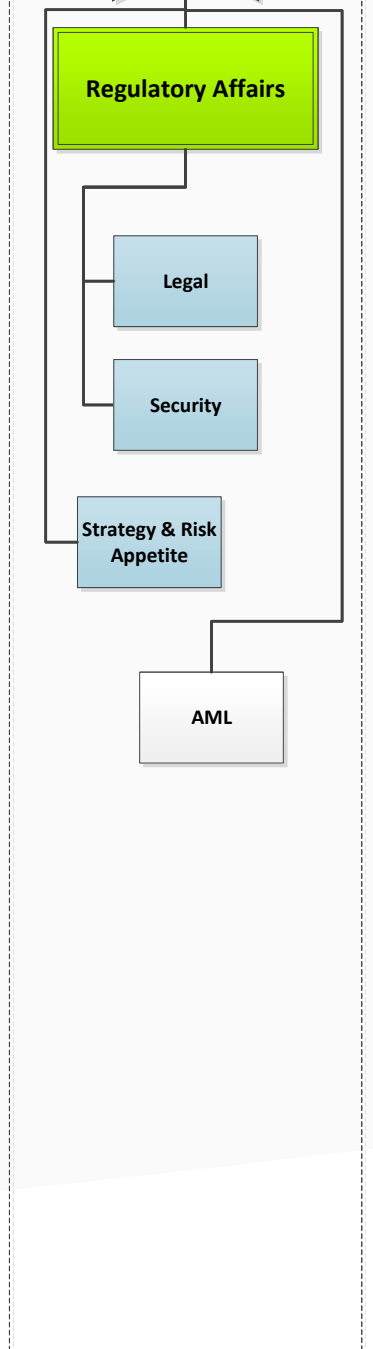 Regulatory Affairs
Legal
Security
Strategy & Risk
Appetite
AML